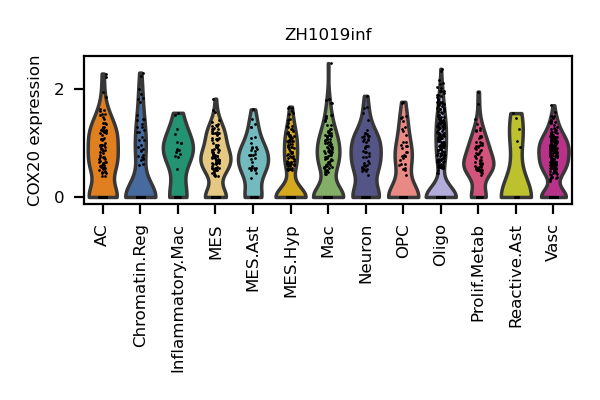 ZH1019inf
COX20 expression
2
0
AC
Chromatin.Reg
Inflammatory.Mac
MES
MES.Ast
MES.Hyp
Mac
Neuron
OPC
Oligo
Prolif.Metab
Reactive.Ast
Vasc